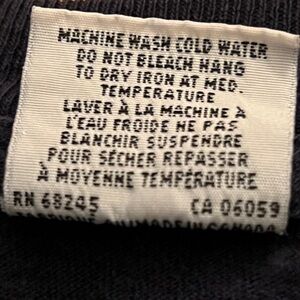 MACHINE WASH COLD WATER
DO NOT BLEACH HANG
TO DRY IRON AT MED.
TEMPERATURE
LAVER À LA MACHINE À
L'EAU FROIDE NE PAS
BLANCHIR SUSPENDRE
POUR SÉCHER REPASSER
À MOYENNE TEMPÉRATURE
RN 68245 CA 06059